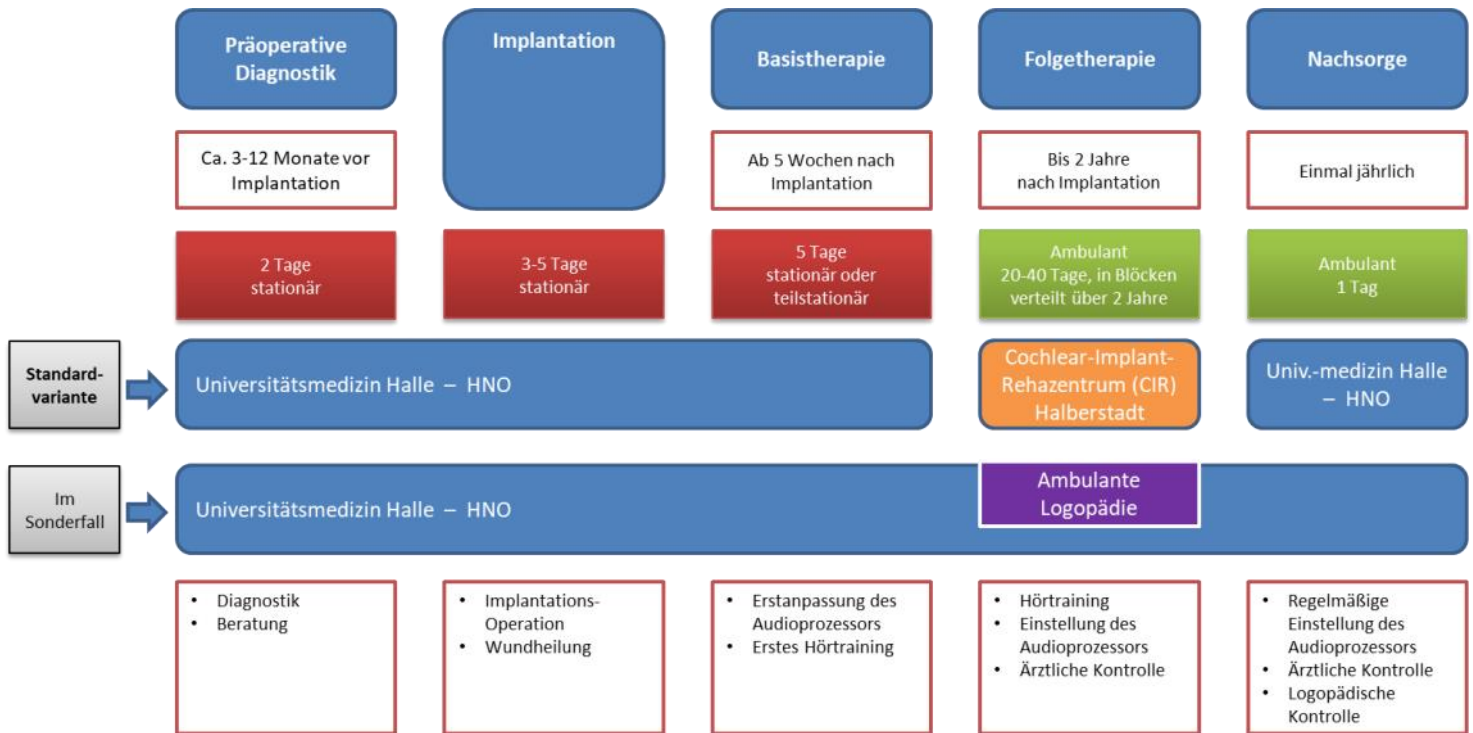 Präoperative
Diagnostik
Implantation
Basistherapie
Folgetherapie
Nachsorge
Ca. 3-12 Monate vor
Implantation
Ab 5 Wochen nach
Implantation
Bis 2 Jahre
nach Implantation
Einmal jährlich
2 Tage
stationär
3-5 Tage
stationär
5 Tage
stationär oder
teilstationär
Ambulant
20-40 Tage, in Blöcken
verteilt über 2 Jahre
Ambulant
1 Tag
Standard-
variante
Universitätsmedizin Halle – HNO
Cochlear-Implant-
Rehazentrum (CIR)
Halberstadt
Univ.-medizin Halle
– HNO
Im
Sonderfall
Universitätsmedizin Halle – HNO
Ambulante
Logopädie
• Diagnostik
• Beratung
• Implantations-
Operation
• Wundheilung
• Erstanpassung des
Audioprozessors
• Erstes Hörtraining
• Hörtraining
• Einstellung des
Audioprozessors
• Ärztliche Kontrolle
• Regelmäßige
Einstellung des
Audioprozessors
• Ärztliche Kontrolle
• Logopädische
Kontrolle